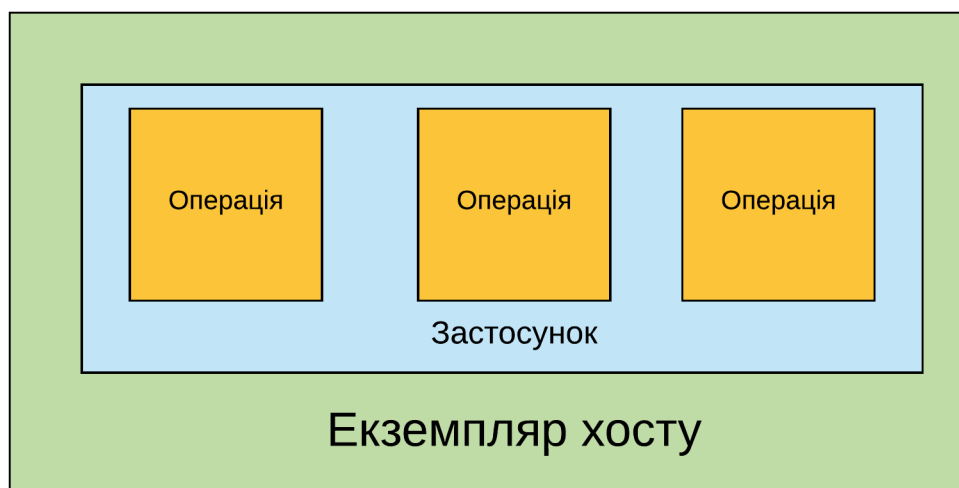 Операція
Операція
Операція
Застосунок
Екземпляр хосту